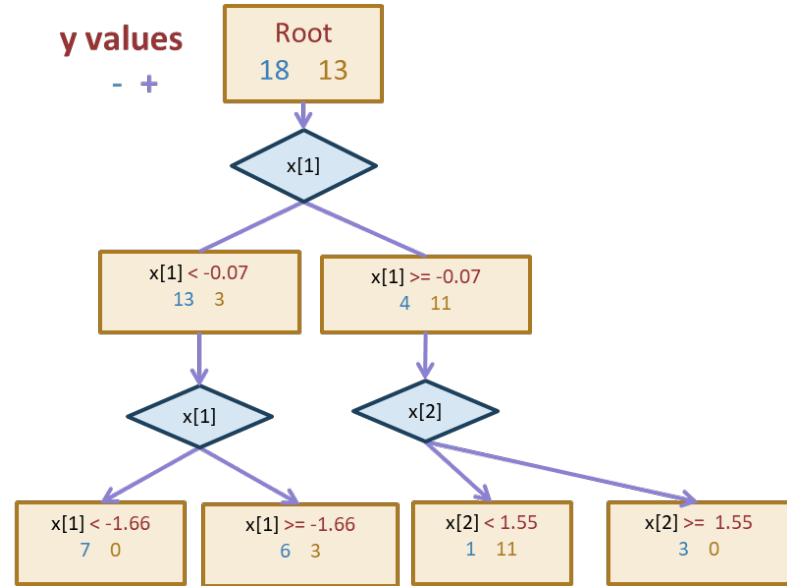 y values
- +
Root
18 13
x[1]
x[1] < -0.07
13 3
x[1] >= -0.07
4 11
x[1]
x[2]
x[1] < -1.66
7 0
x[1] >= -1.66
6 3
x[2] < 1.55
1 11
x[2] >= 1.55
3 0